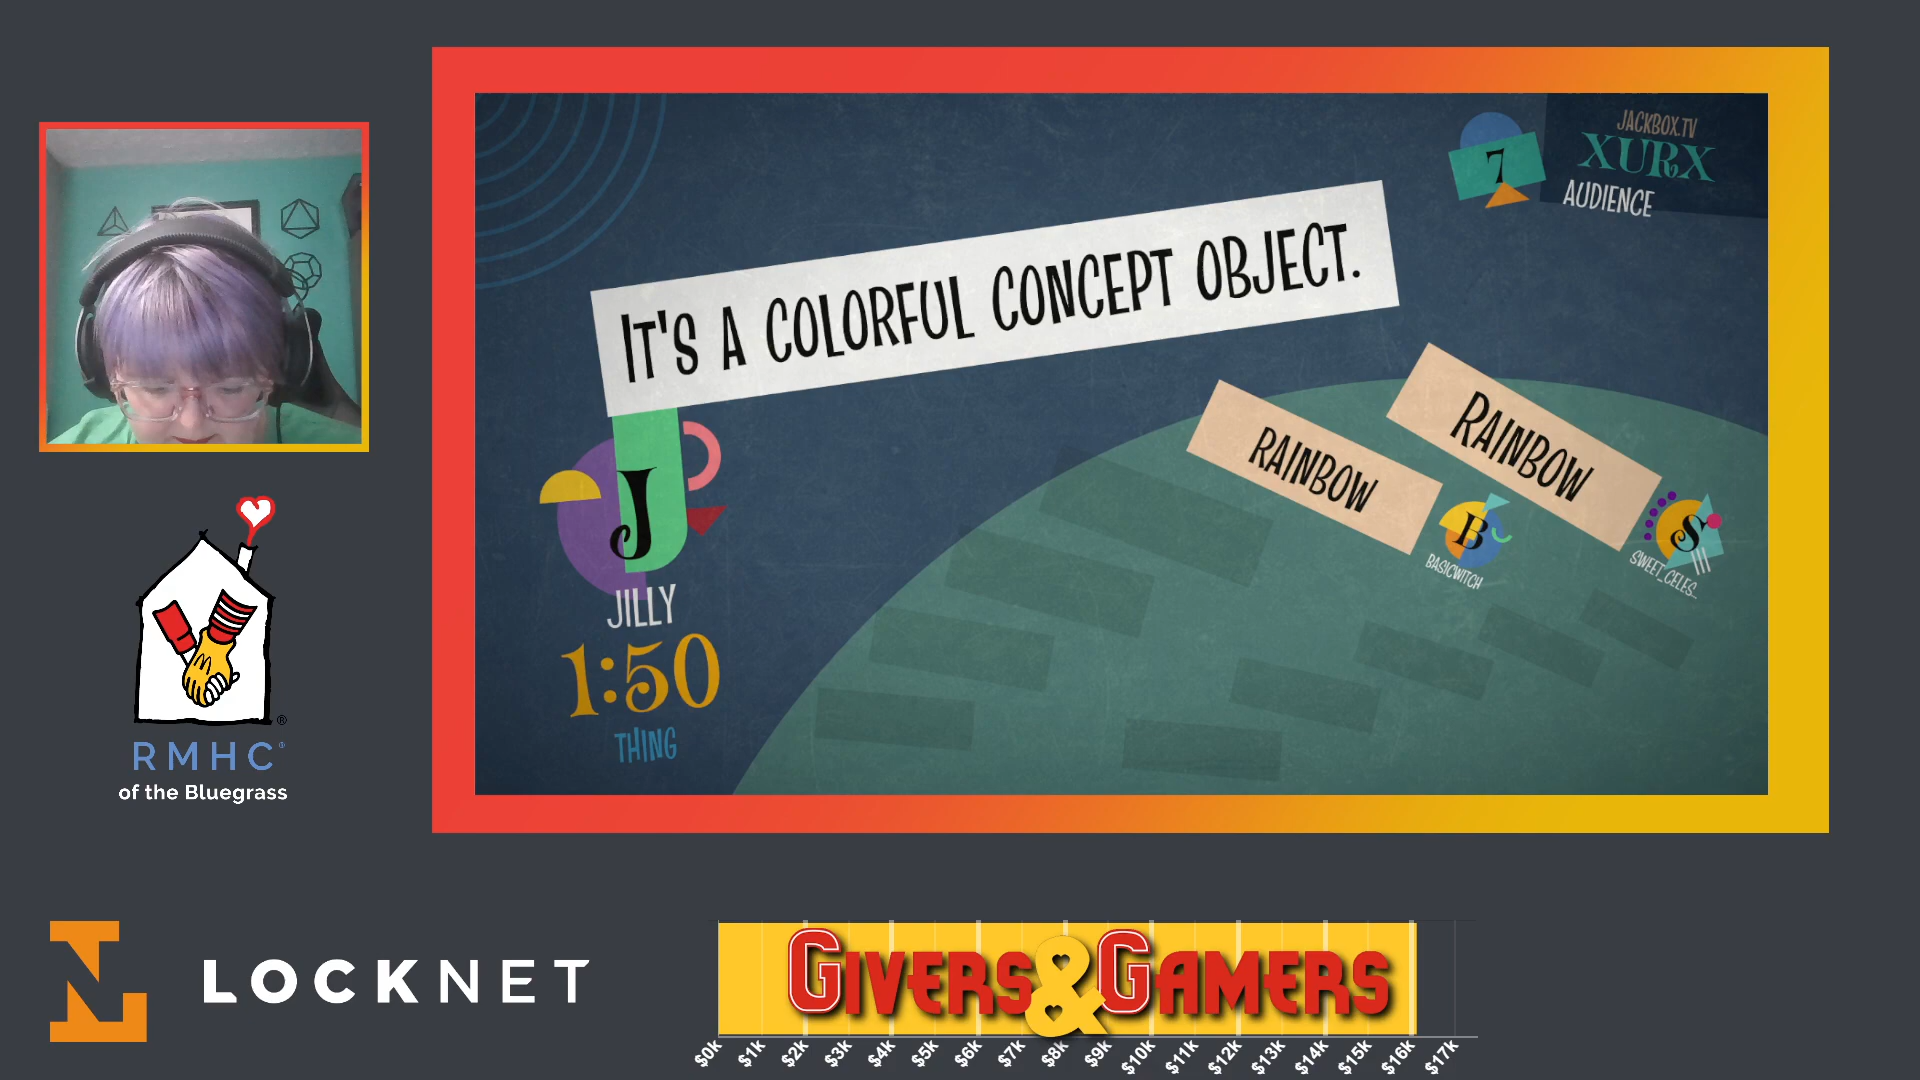 JACKBOX.TV
XURX
AUDIENCE
7
IT'S A COLORFUL CONCEPT OBJECT.
RAINBOW
RAINBOW
B
BASICWITCH
S
SWEET_CELES...
J
JILLY
1:50
THING
RMHC®
of the Bluegrass
LOCKNET
GIVERS & GAMERS
$0k $1k $2k $3k $4k $5k $6k $7k $8k $9k $10k $11k $12k $13k $14k $15k $16k $17k